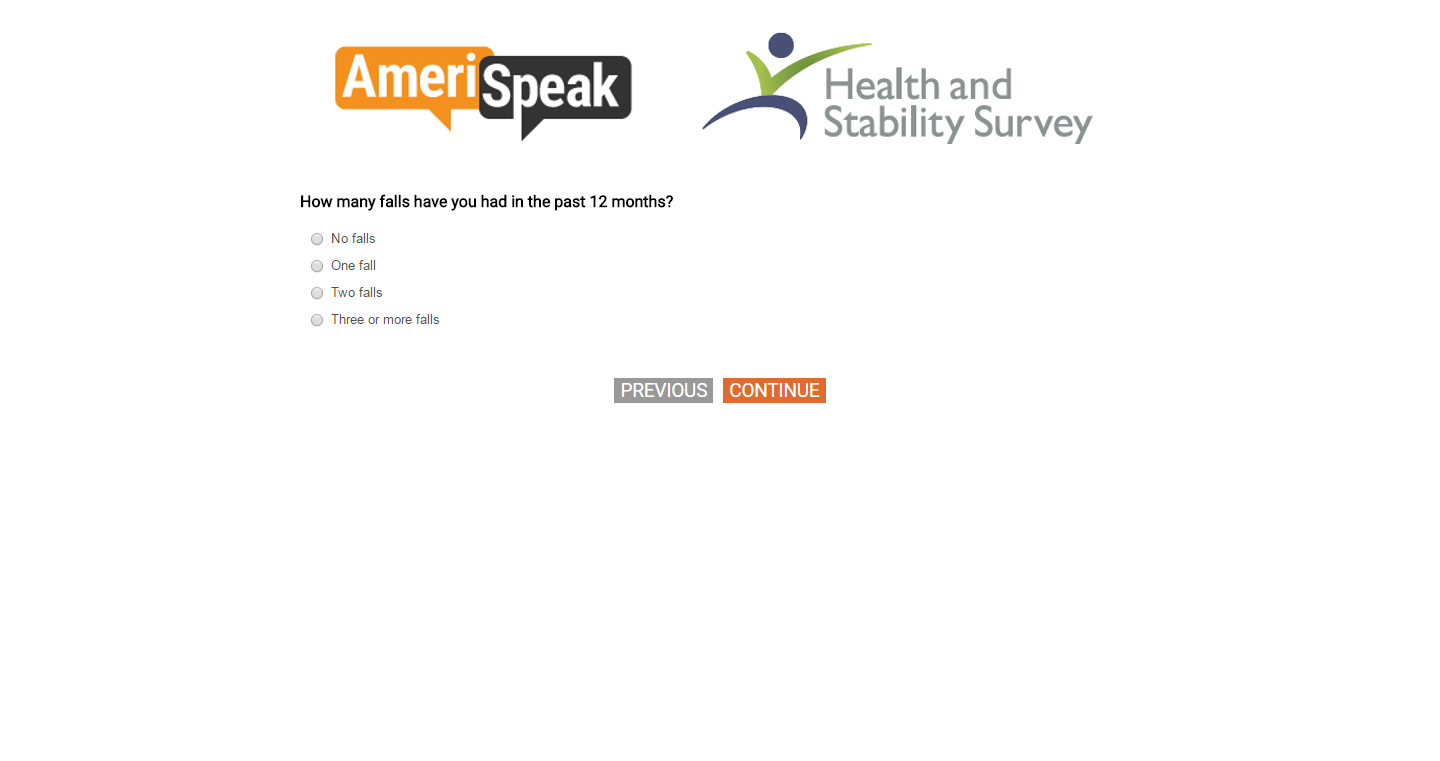 AmeriSpeak
Health and
Stability Survey
How many falls have you had in the past 12 months?
No falls
One fall
Two falls
Three or more falls
PREVIOUS CONTINUE